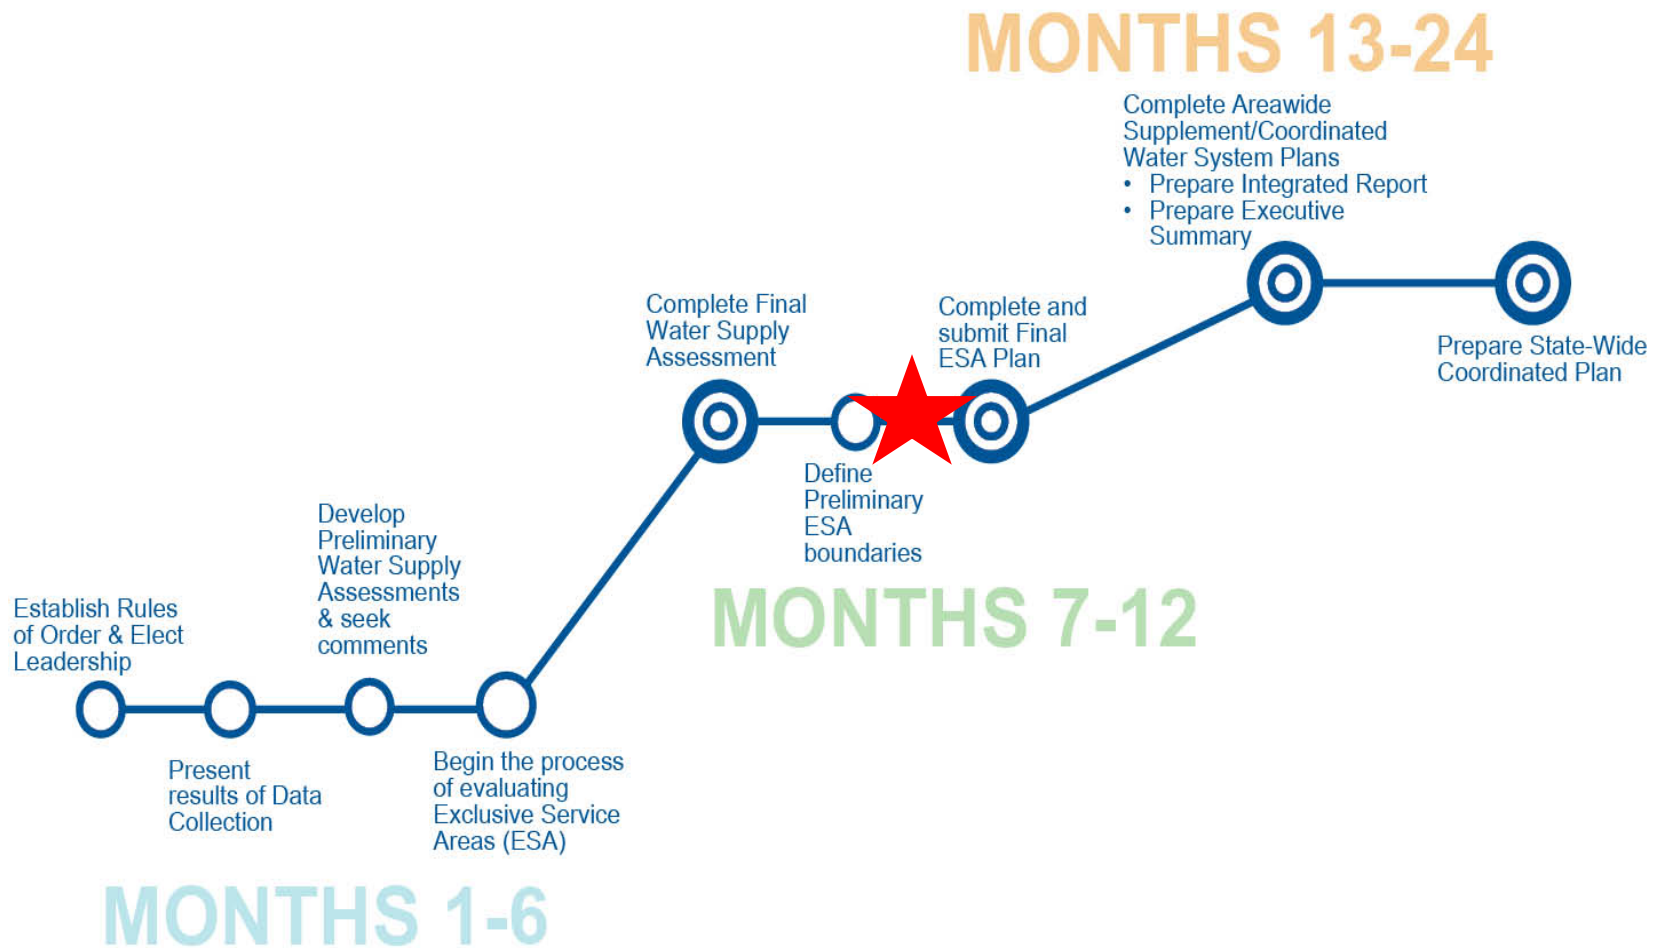 MONTHS 13-24
Complete Areawide
Supplement/Coordinated
Water System Plans
• Prepare Integrated Report
• Prepare Executive
Summary
Complete Final
Water Supply
Assessment
Complete and
submit Final
ESA Plan
Prepare State-Wide
Coordinated Plan
Define
Preliminary
ESA
boundaries
MONTHS 7-12
Develop
Preliminary
Water Supply
Assessments
& seek
comments
Establish Rules
of Order & Elect
Leadership
Present
results of Data
Collection
Begin the process
of evaluating
Exclusive Service
Areas (ESA)
MONTHS 1-6